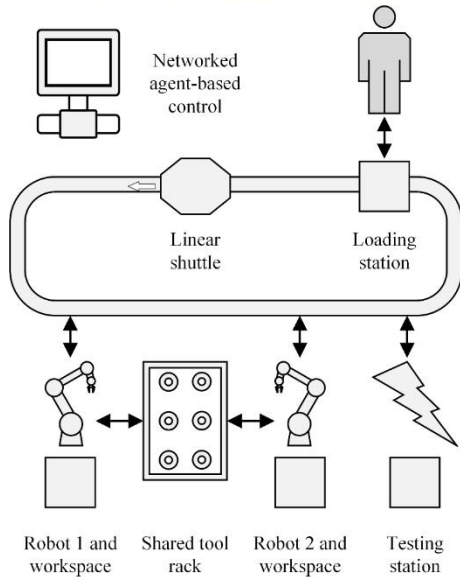 Networked
agent-based
control
Linear
shuttle
Loading
station
Robot 1 and
workspace
Shared tool
rack
Robot 2 and
workspace
Testing
station